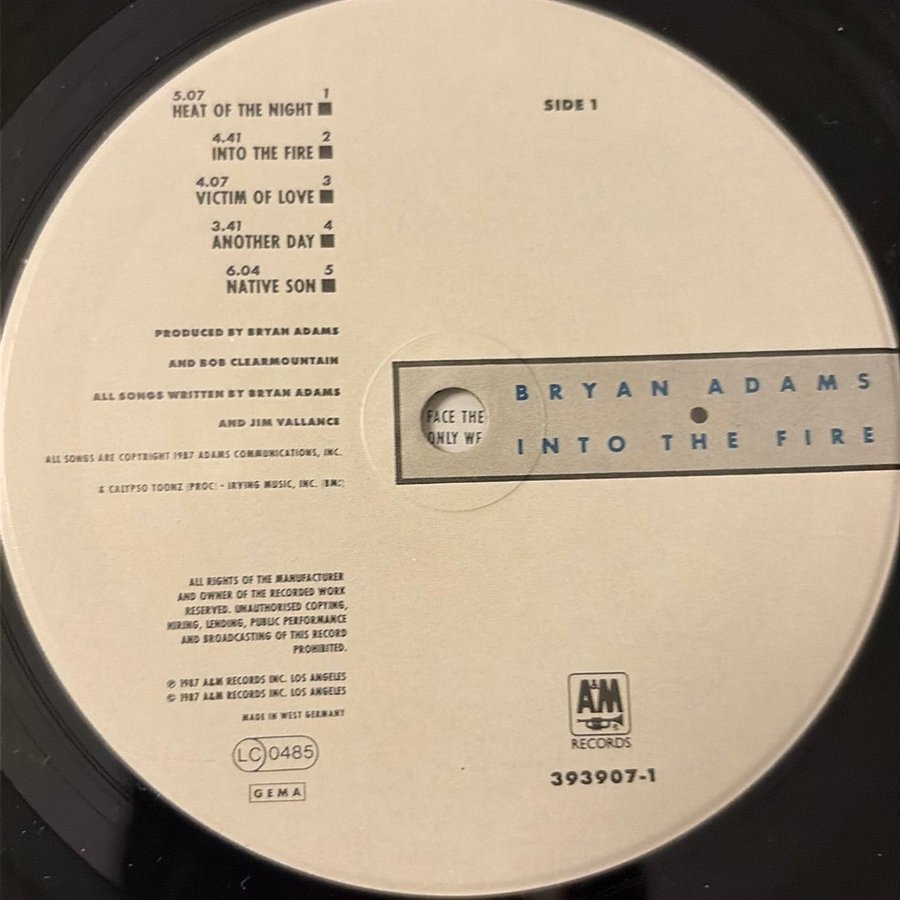 5.07 1
HEAT OF THE NIGHT
4.41 2
INTO THE FIRE
4.07 3
VICTIM OF LOVE
3.41 4
ANOTHER DAY
6.04 5
NATIVE SON
PRODUCED BY BRYAN ADAMS
AND BOB CLEARMOUNTAIN
ALL SONGS WRITTEN BY BRYAN ADAMS
AND JIM VALLANCE
ALL SONGS ARE COPYRIGHT 1987 ADAMS COMMUNICATIONS, INC.
& CALYPSO TOONZ (PROC) - IRVING MUSIC, INC. (BMI)
ALL RIGHTS OF THE MANUFACTURER
AND OWNER OF THE RECORDED WORK
RESERVED. UNAUTHORISED COPYING,
HIRING, LENDING, PUBLIC PERFORMANCE
AND BROADCASTING OF THIS RECORD
PROHIBITED.
℗ 1987 A&M RECORDS INC. LOS ANGELES
© 1987 A&M RECORDS INC. LOS ANGELES
MADE IN WEST GERMANY
LC 0485
GEMA
SIDE 1
FACE THE
ONLY WE
BRYAN ADAMS
INTO THE FIRE
A&M
RECORDS
393907-1